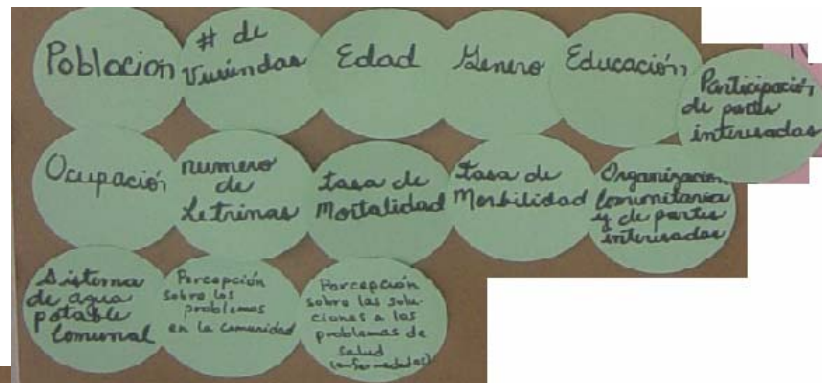 Población
# de
Viviendas
Edad
Genero
Educación
Participación
de partes
interesadas
Ocupación
numero
de
Letrinas
tasa de
Mortalidad
tasa de
Morbilidad
Organización
Comunitaria
y de partes
interesadas
Sistema
de agua
potable
Comunal
Percepción
sobre los
problemas
en la comunidad
Percepción
sobre las solu-
ciones a los
problemas de
salud
(enfermedades)